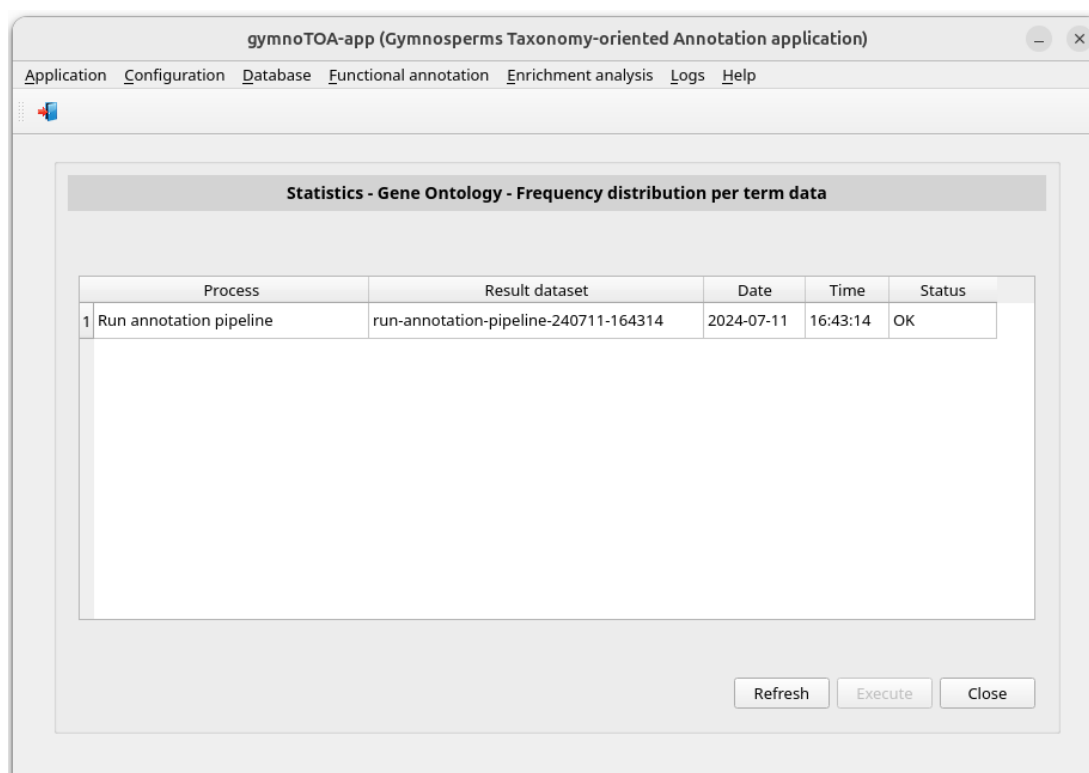 gymnoTOA-app (Gymnosperms Taxonomy-oriented Annotation application)
Application Configuration Database Functional annotation Enrichment analysis Logs Help
Statistics - Gene Ontology - Frequency distribution per term data
Process Result dataset Date Time Status
1 Run annotation pipeline run-annotation-pipeline-240711-164314 2024-07-11 16:43:14 OK
Refresh Execute Close